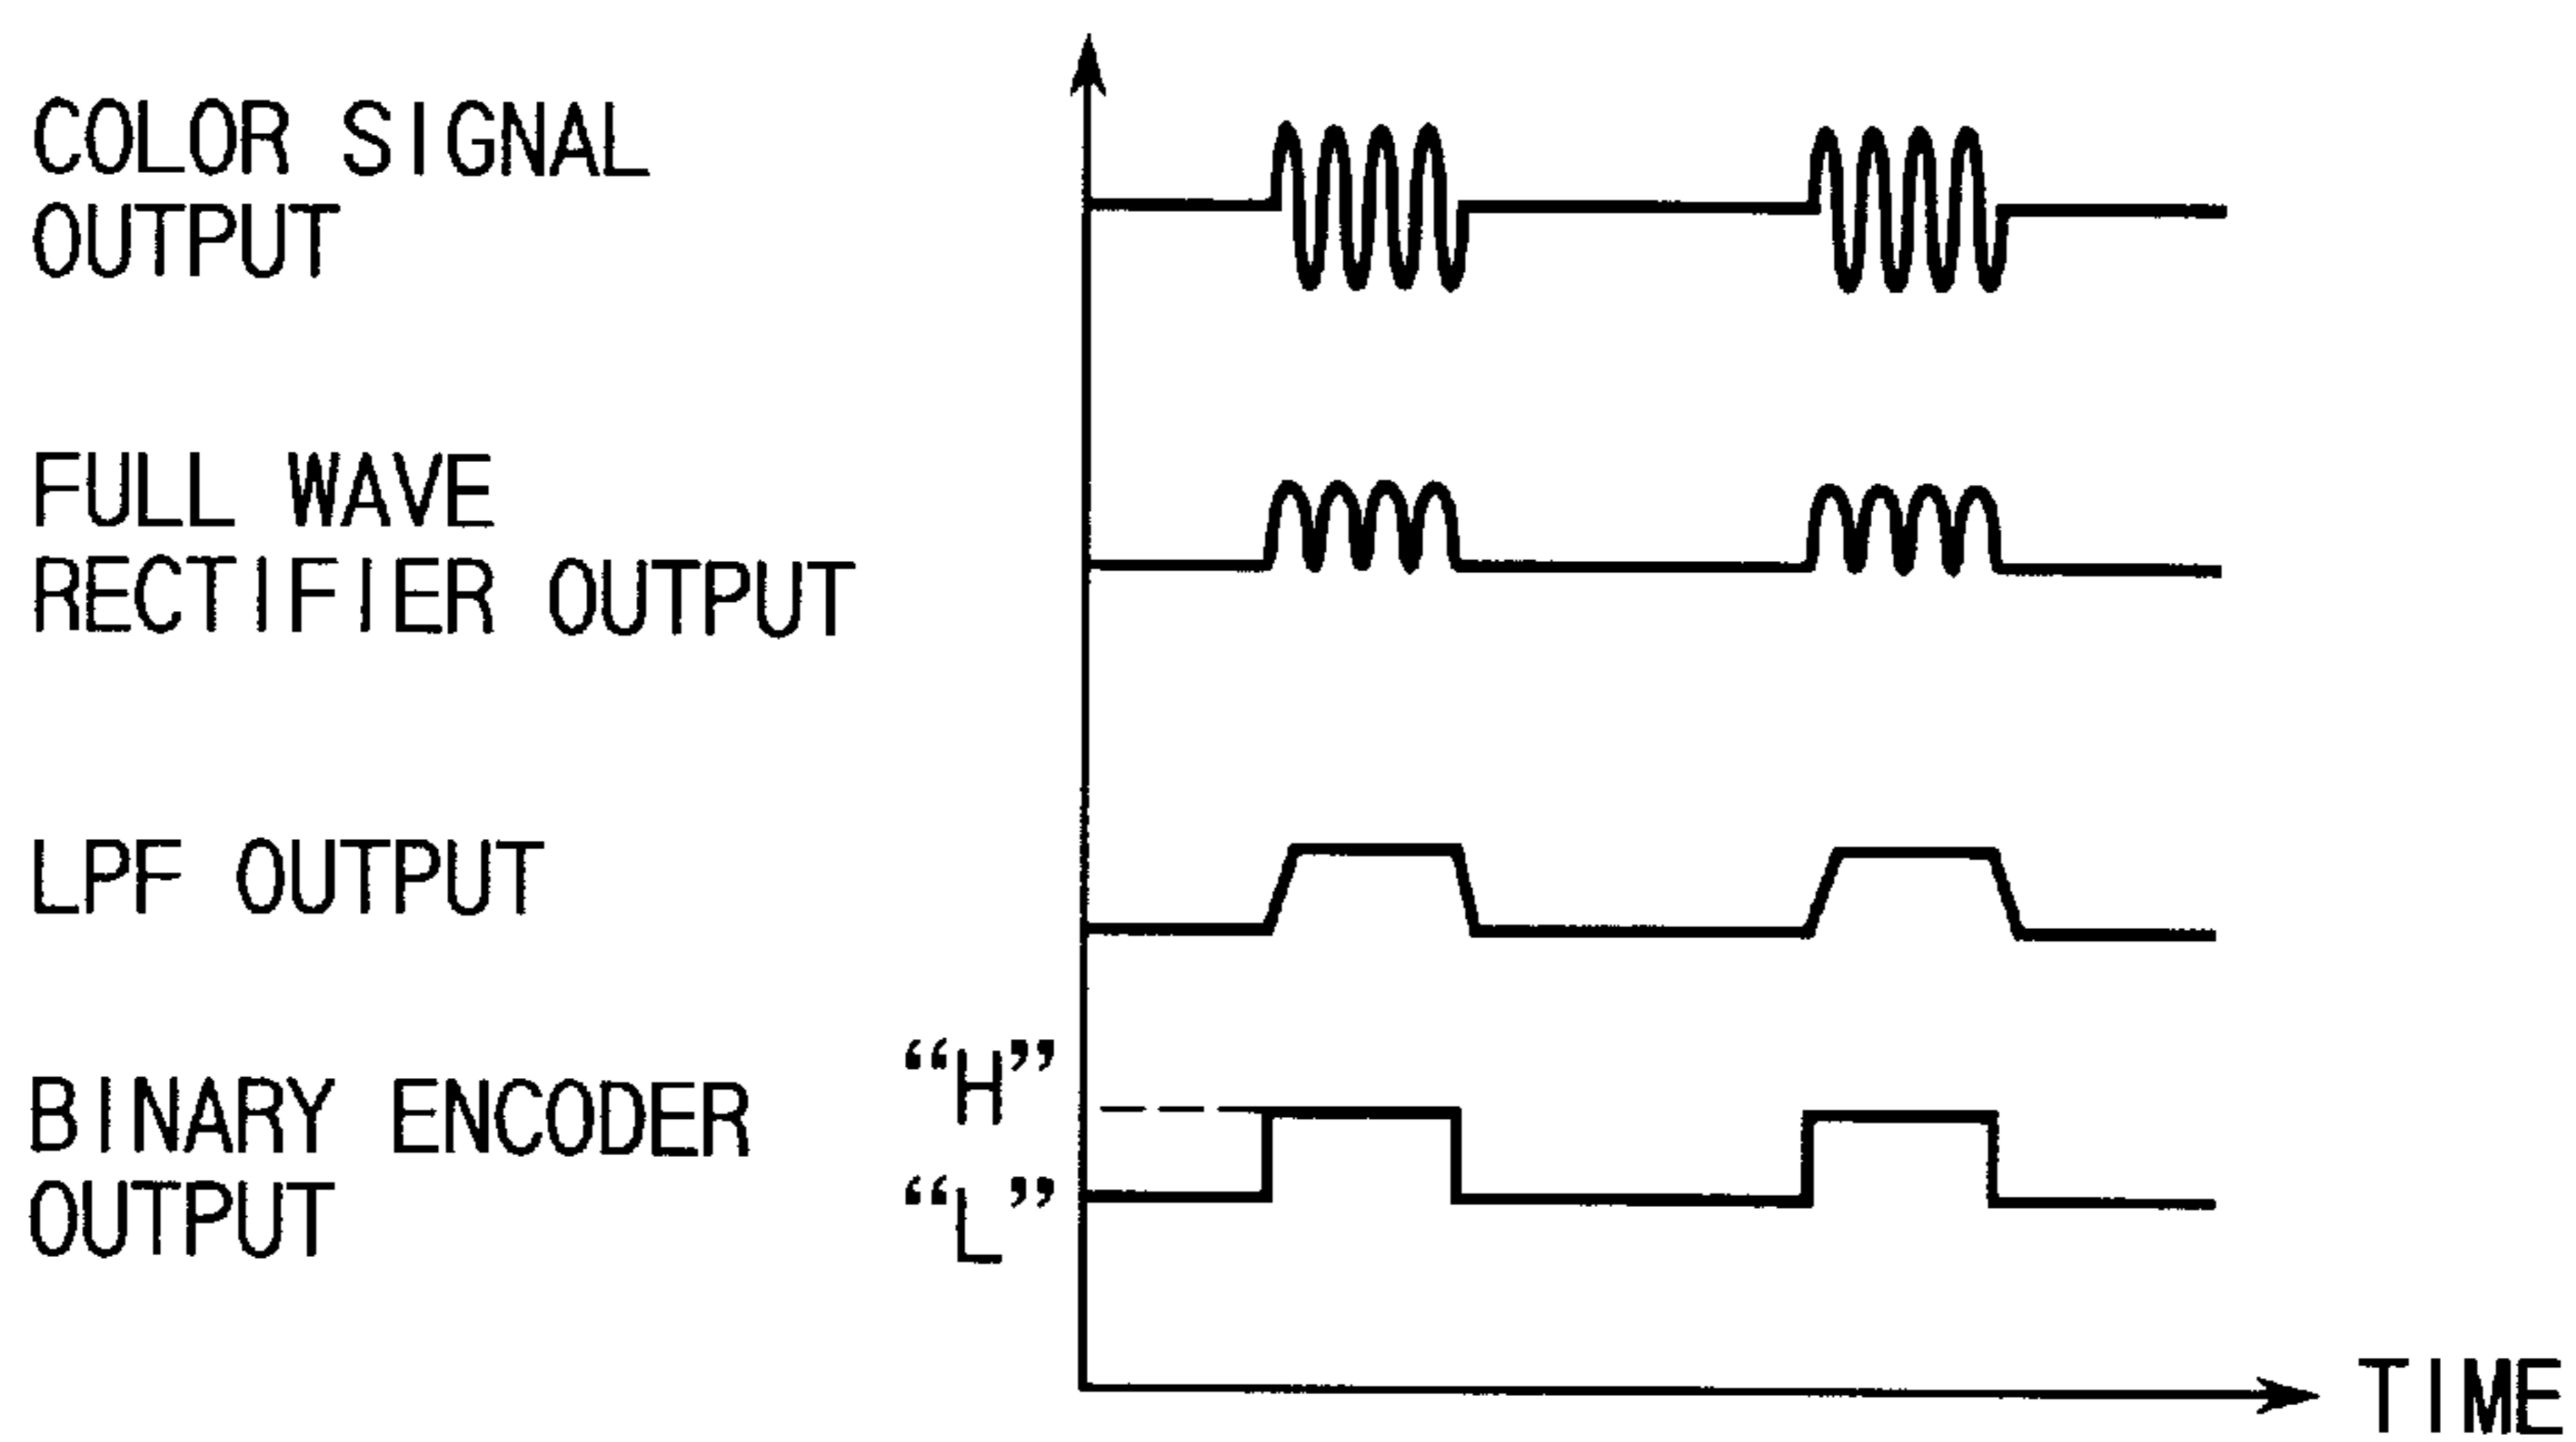 COLOR SIGNAL
OUTPUT
FULL WAVE
RECTIFIER OUTPUT
LPF OUTPUT
“H”
BINARY ENCODER
OUTPUT
“L”
TIME